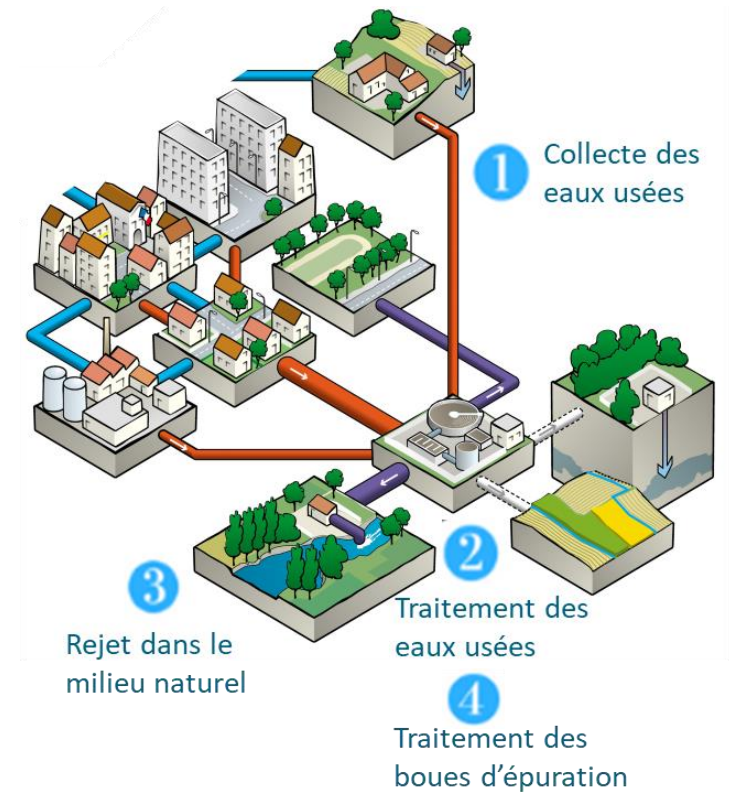 1 Collecte des
eaux usées
2
Traitement des
eaux usées
3
Rejet dans le
milieu naturel
4
Traitement des
boues d’épuration